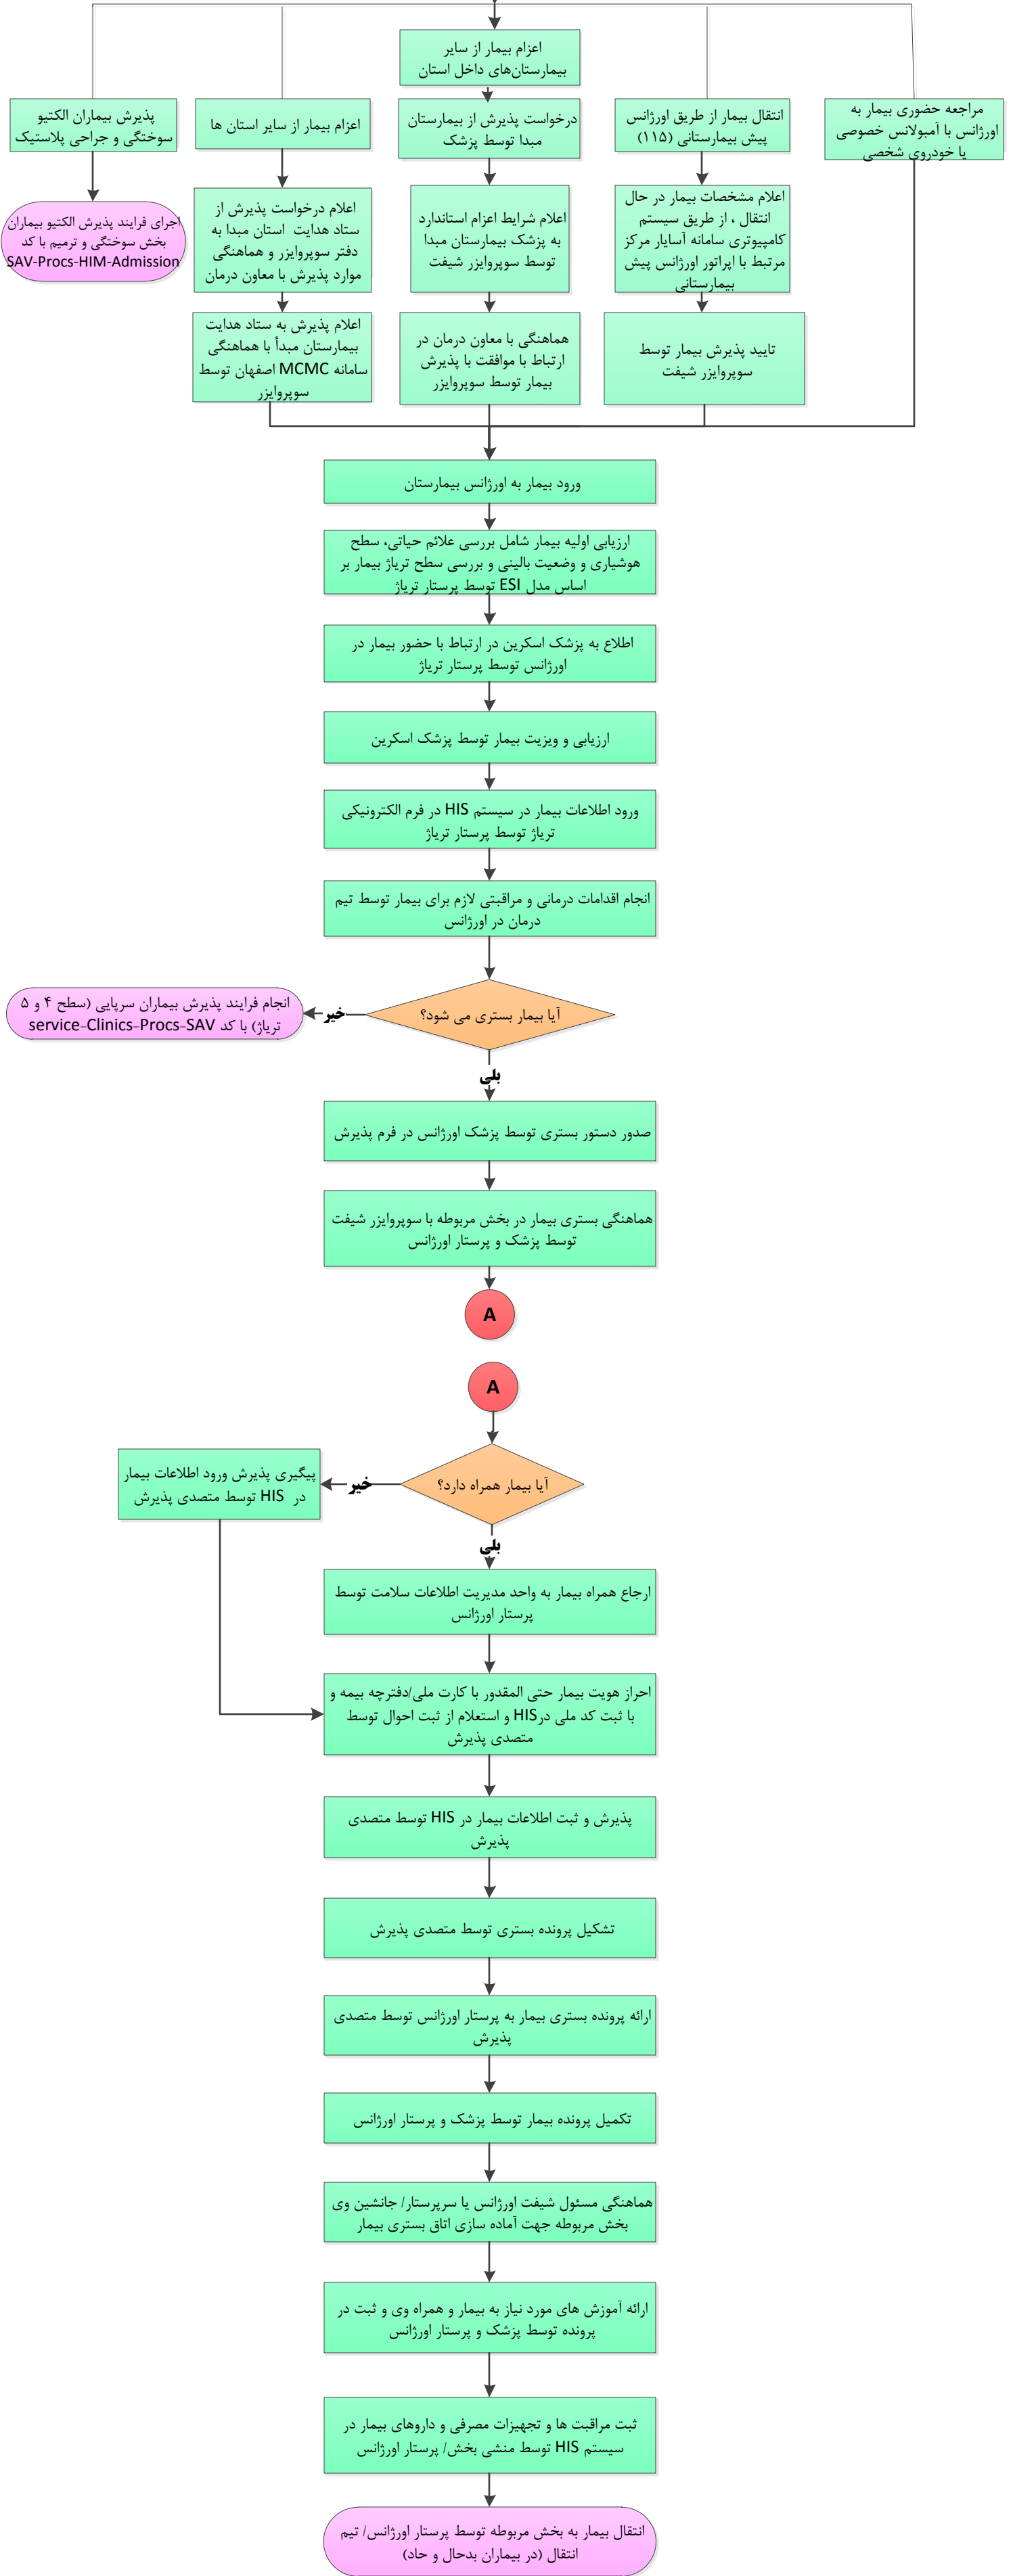 اعزام بیمار از سایر
بیمارستان‌های داخل استان
مراجعه حضوری بیمار به
اورژانس با آمبولانس خصوصی
یا خودروی شخصی
انتقال بیمار از طریق اورژانس
پیش بیمارستانی (۱۱۵)
درخواست پذیرش از بیمارستان
مبدا توسط پزشک
اعزام بیمار از سایر استان ها
پذیرش بیماران الکتیو
سوختگی و جراحی پلاستیک
اعلام مشخصات بیمار در حال
انتقال ، از طریق سیستم
کامپیوتری سامانه آسایار مرکز
مرتبط با اپراتور اورژانس پیش
بیمارستانی
اعلام شرایط اعزام استاندارد
به پزشک بیمارستان مبدا
توسط سوپروایزر شیفت
اعلام درخواست پذیرش از
ستاد هدایت استان مبدا به
دفتر سوپروایزر و هماهنگی
موارد پذیرش با معاون درمان
اجرای فرایند پذیرش الکتیو بیماران
بخش سوختگی و ترمیم با کد
SAV-Procs-HIM-Admission
تایید پذیرش بیمار توسط
سوپروایزر شیفت
هماهنگی با معاون درمان در
ارتباط با موافقت با پذیرش
بیمار توسط سوپروایزر
اعلام پذیرش به ستاد هدایت
بیمارستان مبدأ با هماهنگی
سامانه MCMC اصفهان توسط
سوپروایزر
ورود بیمار به اورژانس بیمارستان
ارزیابی اولیه بیمار شامل بررسی علائم حیاتی، سطح
هوشیاری و وضعیت بالینی و بررسی سطح تریاژ بیمار بر
اساس مدل ESI توسط پرستار تریاژ
اطلاع به پزشک اسکرین در ارتباط با حضور بیمار در
اورژانس توسط پرستار تریاژ
ارزیابی و ویزیت بیمار توسط پزشک اسکرین
ورود اطلاعات بیمار در سیستم HIS در فرم الکترونیکی
تریاژ توسط پرستار تریاژ
انجام اقدامات درمانی و مراقبتی لازم برای بیمار توسط تیم
درمان در اورژانس
آیا بیمار بستری می شود؟
خیر
انجام فرایند پذیرش بیماران سرپایی (سطح ۴ و ۵
تریاژ) با کد service-Clinics-Procs-SAV
بلی
صدور دستور بستری توسط پزشک اورژانس در فرم پذیرش
هماهنگی بستری بیمار در بخش مربوطه با سوپروایزر شیفت
توسط پزشک و پرستار اورژانس
A
A
آیا بیمار همراه دارد؟
خیر
پیگیری پذیرش ورود اطلاعات بیمار
در HIS توسط متصدی پذیرش
بلی
ارجاع همراه بیمار به واحد مدیریت اطلاعات سلامت توسط
پرستار اورژانس
احراز هویت بیمار حتی المقدور با کارت ملی/دفترچه بیمه و
با ثبت کد ملی درHIS و استعلام از ثبت احوال توسط
متصدی پذیرش
پذیرش و ثبت اطلاعات بیمار در HIS توسط متصدی
پذیرش
تشکیل پرونده بستری توسط متصدی پذیرش
ارائه پرونده بستری بیمار به پرستار اورژانس توسط متصدی
پذیرش
تکمیل پرونده بیمار توسط پزشک و پرستار اورژانس
هماهنگی مسئول شیفت اورژانس یا سرپرستار/ جانشین وی
بخش مربوطه جهت آماده سازی اتاق بستری بیمار
ارائه آموزش های مورد نیاز به بیمار و همراه وی و ثبت در
پرونده توسط پزشک و پرستار اورژانس
ثبت مراقبت ها و تجهیزات مصرفی و داروهای بیمار در
سیستم HIS توسط منشی بخش/ پرستار اورژانس
انتقال بیمار به بخش مربوطه توسط پرستار اورژانس/ تیم
انتقال (در بیماران بدحال و حاد)